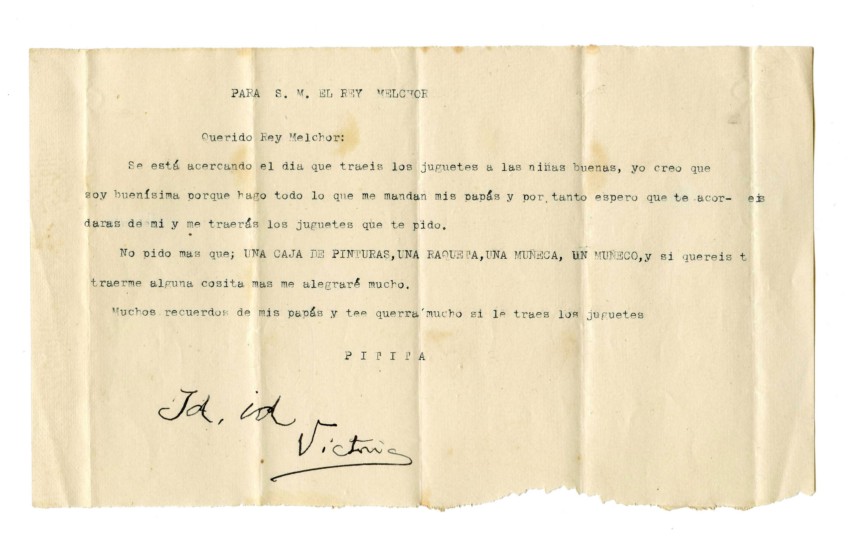 PARA S. M. EL REY MELCHOR
Querido Rey Melchor:
Se está acercando el dia que traeis los juguetes a las niñas buenas, yo creo que
soy buenísima porque hago todo lo que me mandan mis papás y por tanto espero que te acor- eis
daras de mi y me traerás los juguetes que te pido.
No pido mas que; UNA CAJA DE PINTURAS,UNA RAQUETA,UNA MUÑECA, UN MUÑECO,y si quereis t
traerme alguna cosita mas me alegraré mucho.
Muchos recuerdos de mis papás y tee querrá mucho si le traes los juguetes
P I T I T A
Id, id
Victoria